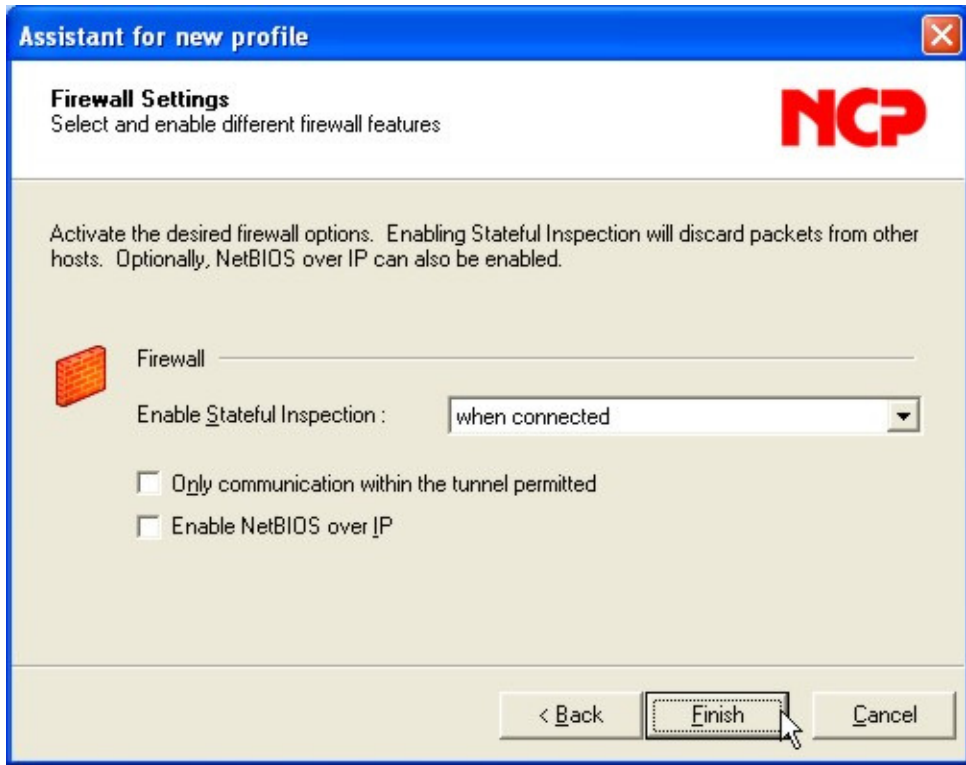 Assistant for new profile
Firewall Settings
Select and enable different firewall features
NCP
Activate the desired firewall options.  Enabling Stateful Inspection will discard packets from other
hosts.  Optionally, NetBIOS over IP can also be enabled.
Firewall
Enable Stateful Inspection : when connected
Only communication within the tunnel permitted
Enable NetBIOS over IP
< Back Finish Cancel